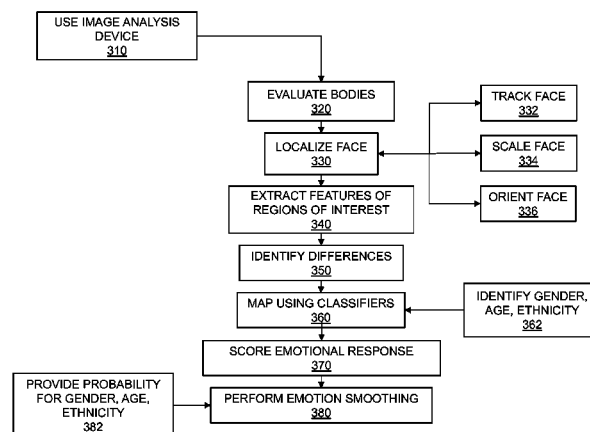 USE IMAGE ANALYSIS
DEVICE
310
EVALUATE BODIES
320
TRACK FACE
332
LOCALIZE FACE
330
SCALE FACE
334
EXTRACT FEATURES OF
REGIONS OF INTEREST
340
ORIENT FACE
336
IDENTIFY DIFFERENCES
350
MAP USING CLASSIFIERS
360
IDENTIFY GENDER,
AGE, ETHNICITY
362
SCORE EMOTIONAL RESPONSE
370
PROVIDE PROBABILITY
FOR GENDER, AGE,
ETHNICITY
382
PERFORM EMOTION SMOOTHING
380